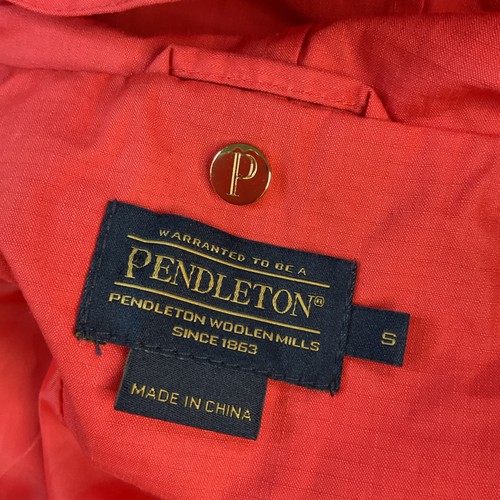 P
WARRANTED TO BE A
PENDLETON®
PENDLETON WOOLEN MILLS
SINCE 1863
S
MADE IN CHINA